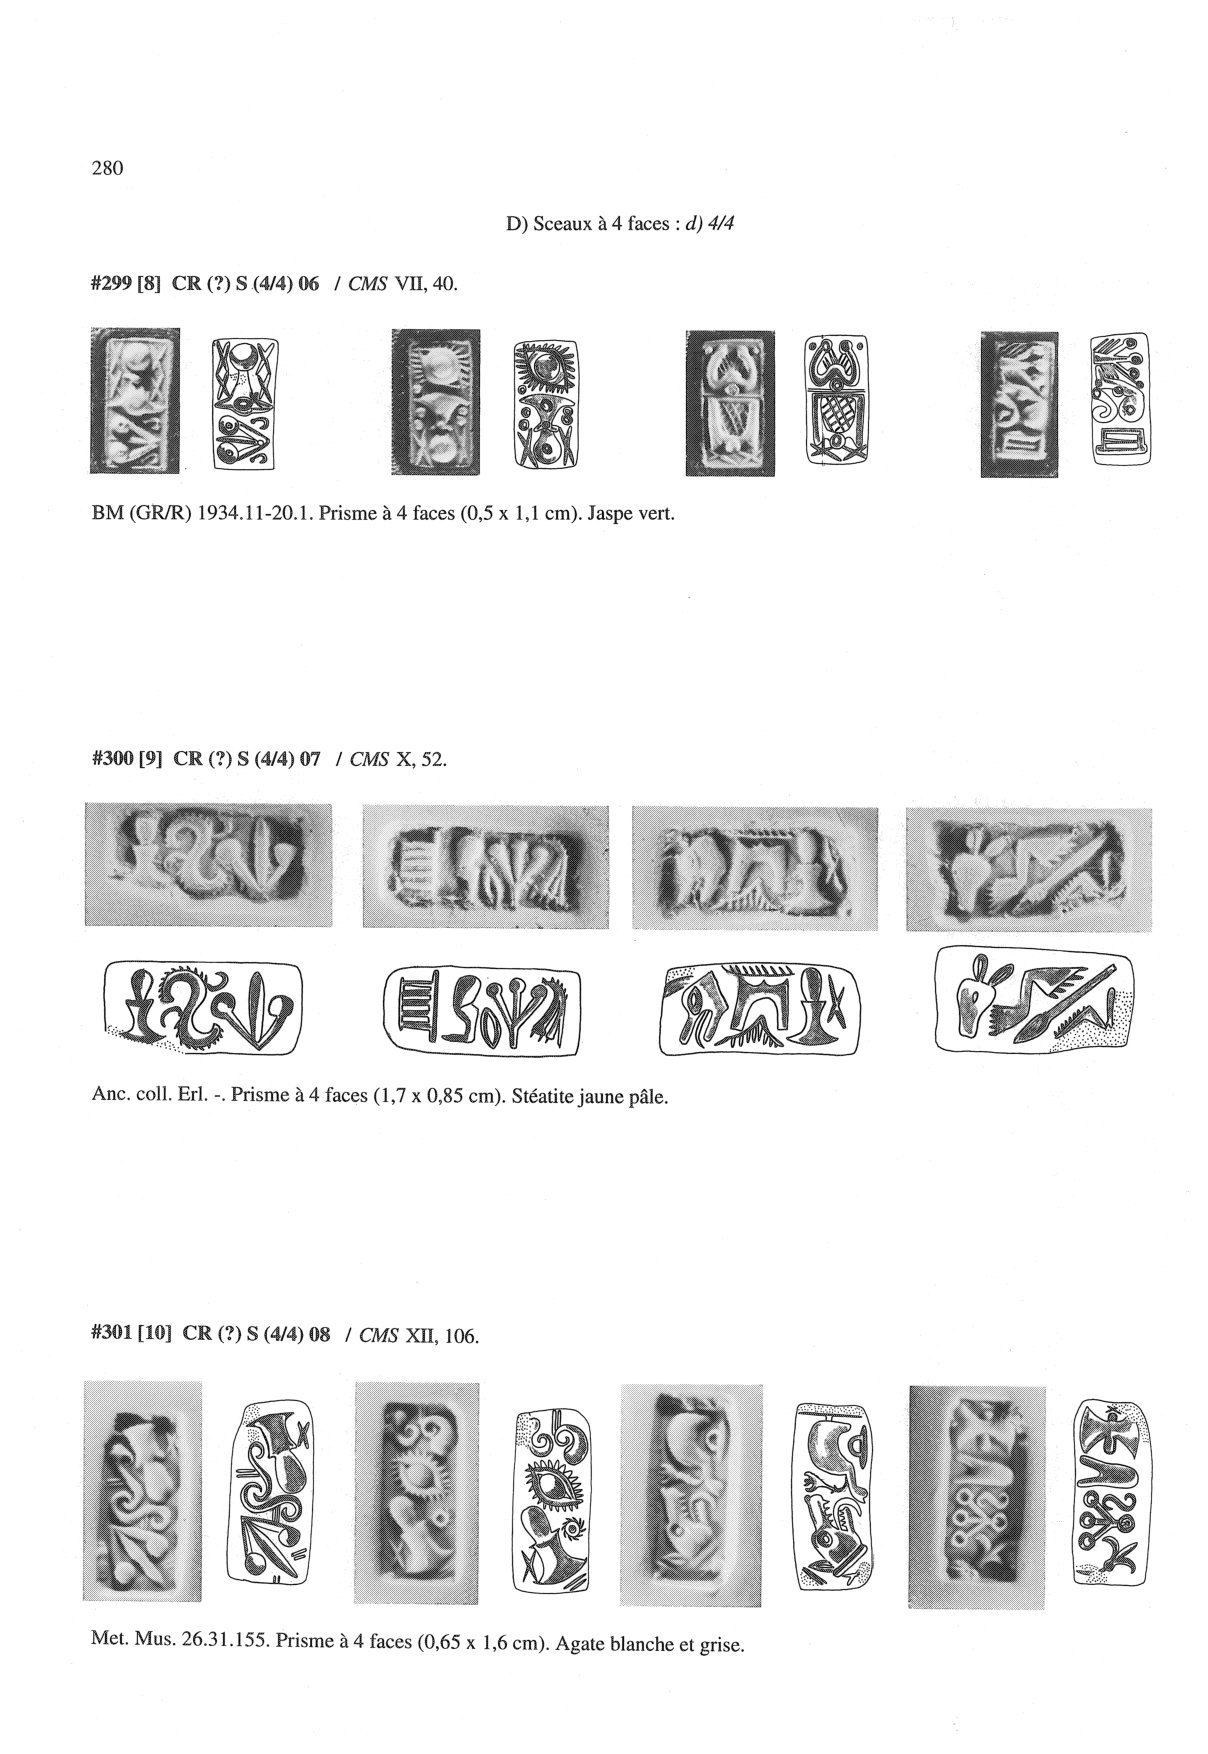 280
D) Sceaux à 4 faces : d) 4/4
#299 [8] CR (?) S (4/4) 06 / CMS VII, 40.
BM (GR/R) 1934.11-20.1. Prisme à 4 faces (0,5 x 1,1 cm). Jaspe vert.
#300 [9] CR (?) S (4/4) 07 / CMS X, 52.
Anc. coll. Erl. -. Prisme à 4 faces (1,7 x 0,85 cm). Stéatite jaune pâle.
#301 [10] CR (?) S (4/4) 08 / CMS XII, 106.
Met. Mus. 26.31.155. Prisme à 4 faces (0,65 x 1,6 cm). Agate blanche et grise.